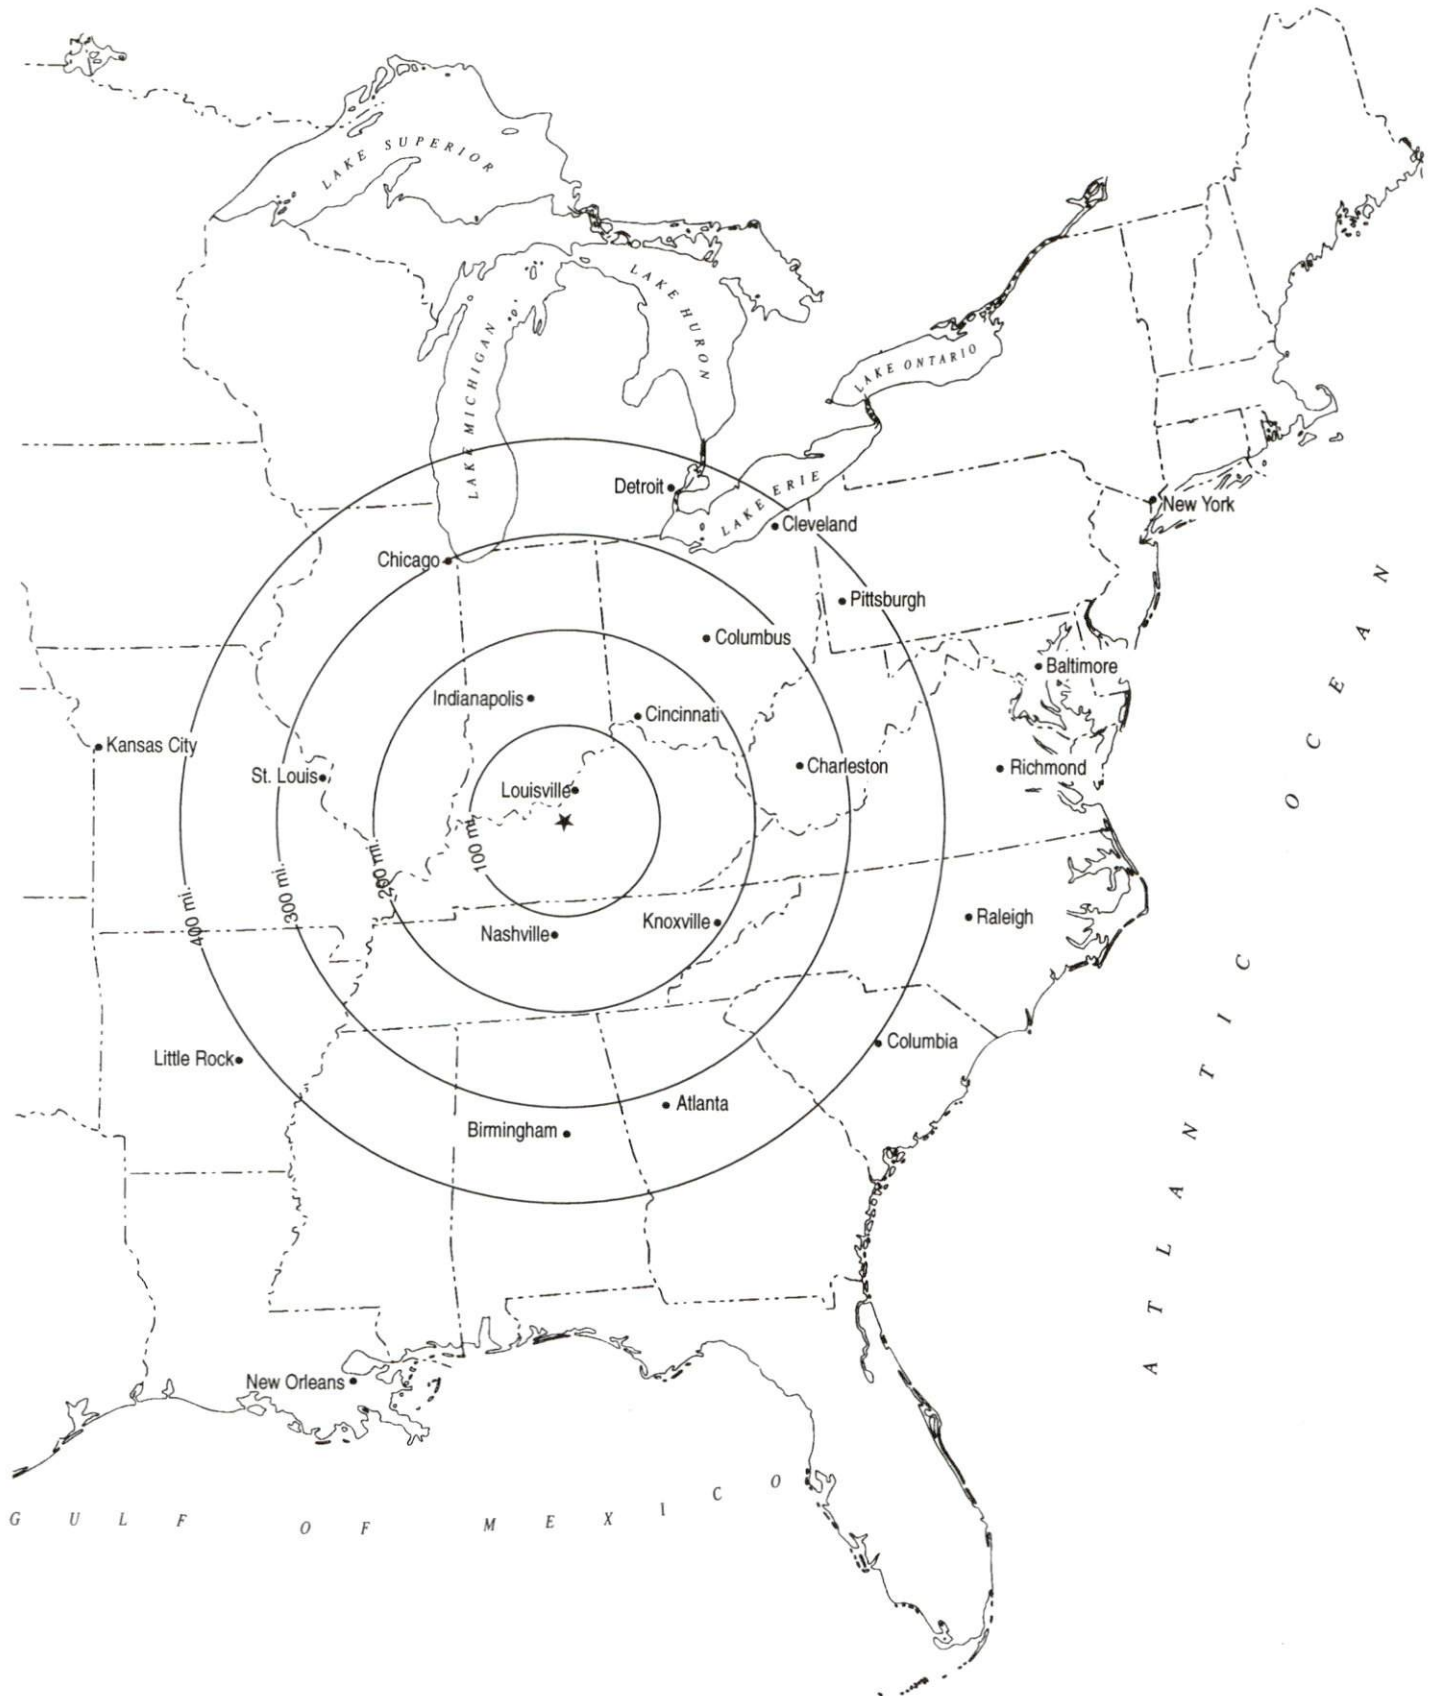 LAKE SUPERIOR
LAKE HURON
LAKE MICHIGAN
LAKE ONTARIO
LAKE ERIE
Detroit
New York
Cleveland
Chicago
Pittsburgh
Columbus
Baltimore
Indianapolis
Cincinnati
Kansas City
St. Louis
Charleston
Richmond
Louisville
100 mi.
200 mi.
300 mi.
400 mi.
Raleigh
Knoxville
Nashville
Columbia
Little Rock
Atlanta
Birmingham
New Orleans
ATLANTIC OCEAN
GULF OF MEXICO